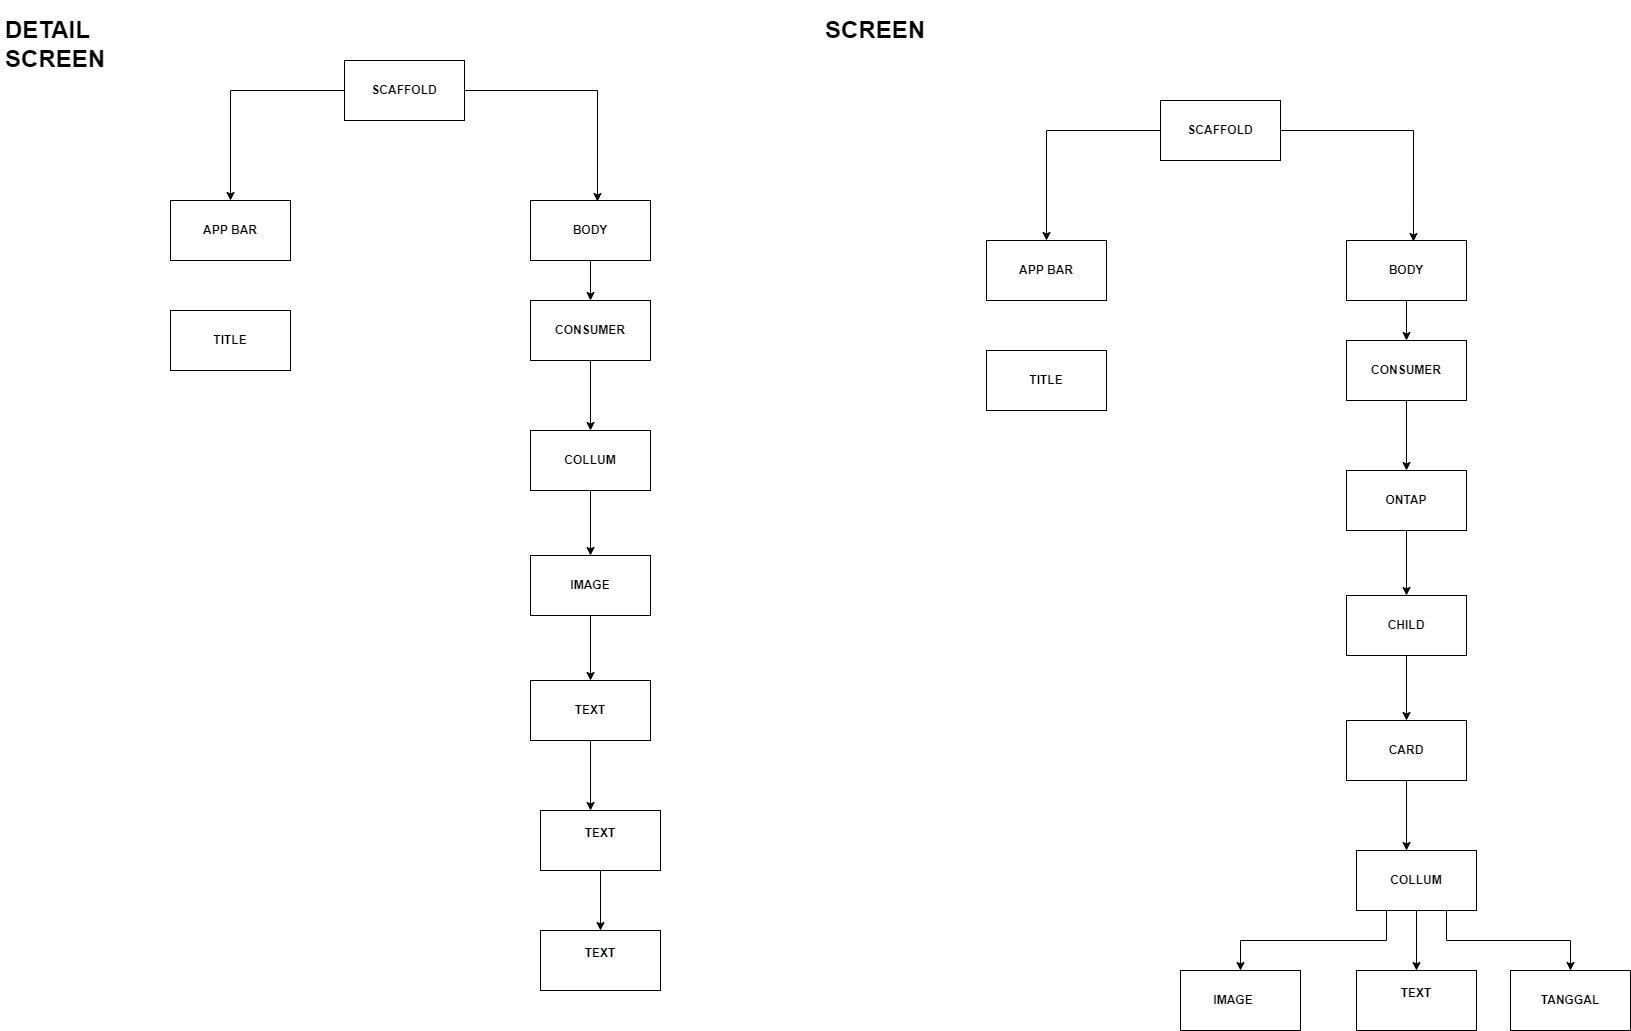 DETAIL
SCREEN
SCAFFOLD
APP BAR
BODY
TITLE
CONSUMER
COLLUM
IMAGE
TEXT
TEXT
TEXT
SCREEN
SCAFFOLD
APP BAR
BODY
TITLE
CONSUMER
ONTAP
CHILD
CARD
COLLUM
IMAGE
TEXT
TANGGAL